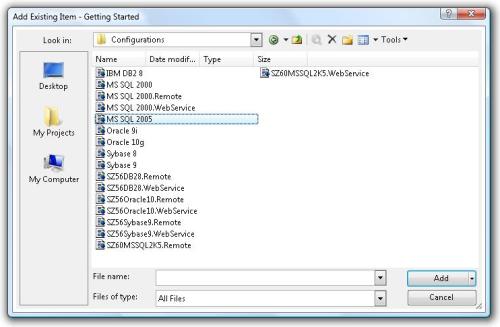 Add Existing Item - Getting Started
Look in:
Configurations
Tools
Desktop
My Projects
My Computer
Name Date modif... Type Size
IBM DB2 8
MS SQL 2000
MS SQL 2000.Remote
MS SQL 2000.WebService
MS SQL 2005
Oracle 9i
Oracle 10g
Sybase 8
Sybase 9
SZ56DB28.Remote
SZ56DB28.WebService
SZ56Oracle10.Remote
SZ56Oracle10.WebService
SZ56Sybase9.Remote
SZ56Sybase9.WebService
SZ60MSSQL2K5.Remote
SZ60MSSQL2K5.WebService
File name:
Add
Files of type: All Files
Cancel